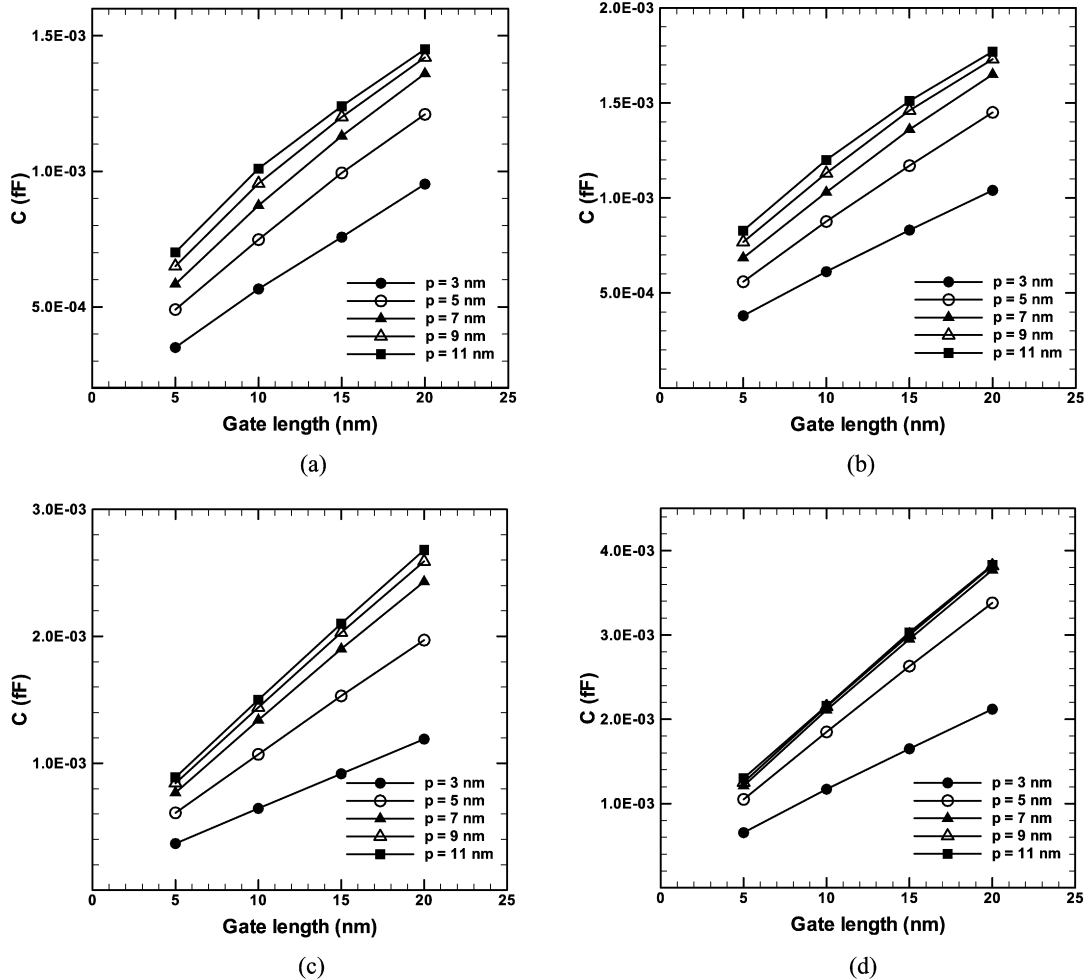 1.5E-03
1.0E-03
5.0E-04
C (fF)
p = 3 nm
p = 5 nm
p = 7 nm
p = 9 nm
p = 11 nm
0 5 10 15 20 25
Gate length (nm)
(a)
2.0E-03
1.5E-03
1.0E-03
5.0E-04
C (fF)
p = 3 nm
p = 5 nm
p = 7 nm
p = 9 nm
p = 11 nm
0 5 10 15 20 25
Gate length (nm)
(b)
3.0E-03
2.0E-03
1.0E-03
C (fF)
p = 3 nm
p = 5 nm
p = 7 nm
p = 9 nm
p = 11 nm
0 5 10 15 20 25
Gate length (nm)
(c)
4.0E-03
3.0E-03
2.0E-03
1.0E-03
C (fF)
p = 3 nm
p = 5 nm
p = 7 nm
p = 9 nm
p = 11 nm
0 5 10 15 20 25
Gate length (nm)
(d)